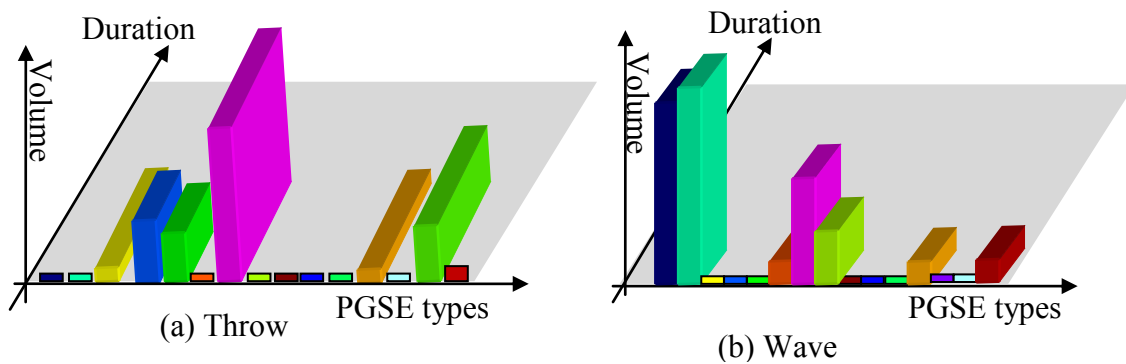 Duration
Volume
PGSE types
(a) Throw
Duration
Volume
PGSE types
(b) Wave